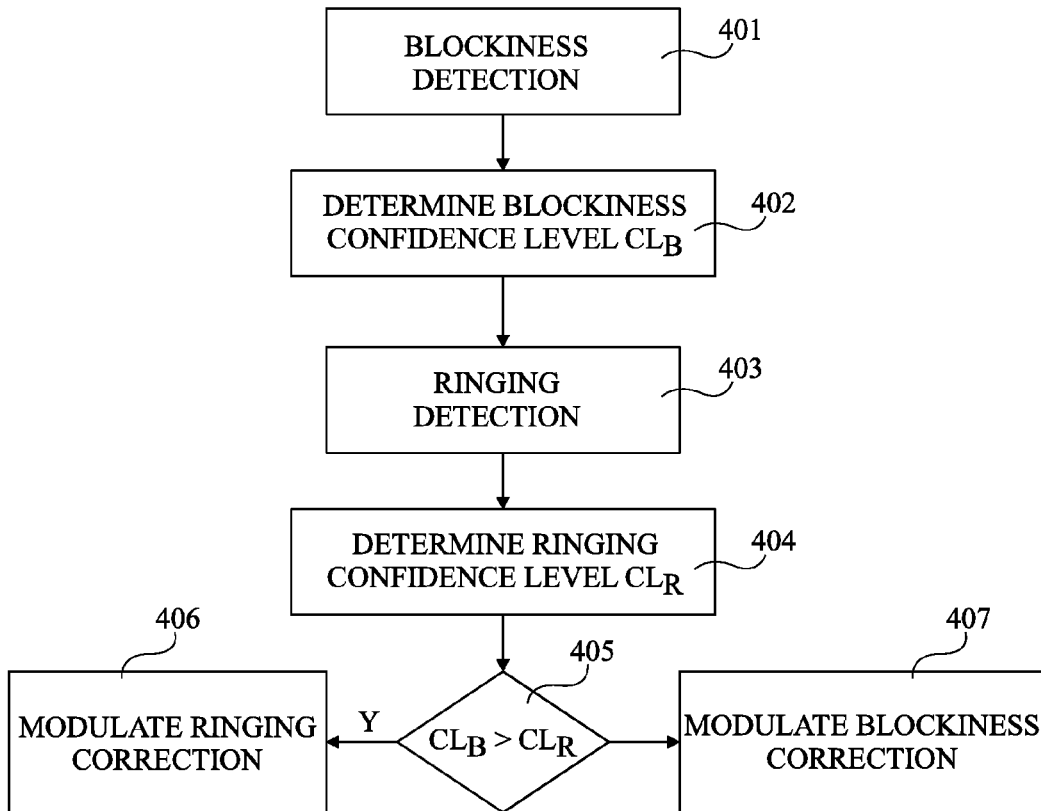 BLOCKINESS
DETECTION
401
DETERMINE BLOCKINESS
CONFIDENCE LEVEL CLB
402
RINGING
DETECTION
403
DETERMINE RINGING
CONFIDENCE LEVEL CLR
404
406
405
407
MODULATE RINGING
CORRECTION
Y
CLB > CLR
MODULATE BLOCKINESS
CORRECTION